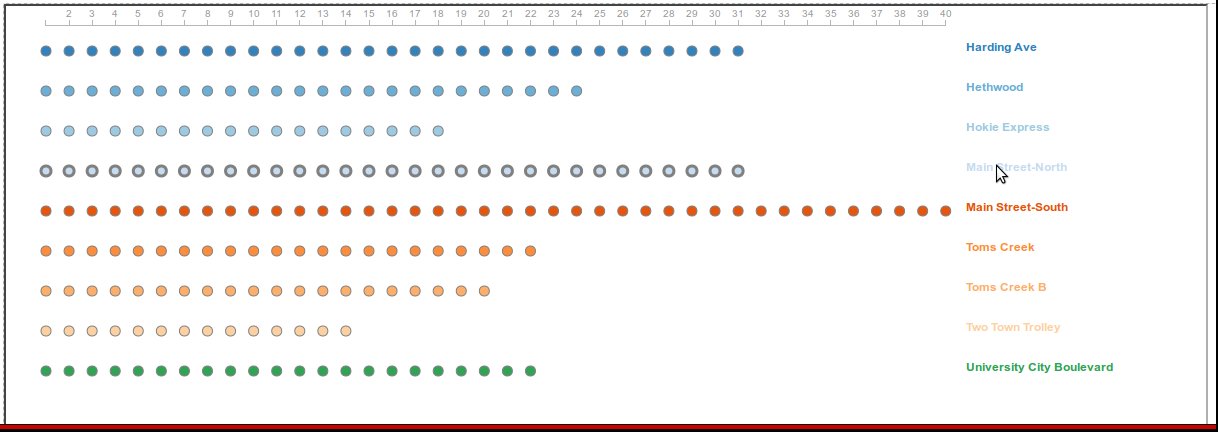 2 3 4 5 6 7 8 9 10 11 12 13 14 15 16 17 18 19 20 21 22 23 24 25 26 27 28 29 30 31 32 33 34 35 36 37 38 39 40
Harding Ave
Hethwood
Hokie Express
Main Street-North
Main Street-South
Toms Creek
Toms Creek B
Two Town Trolley
University City Boulevard